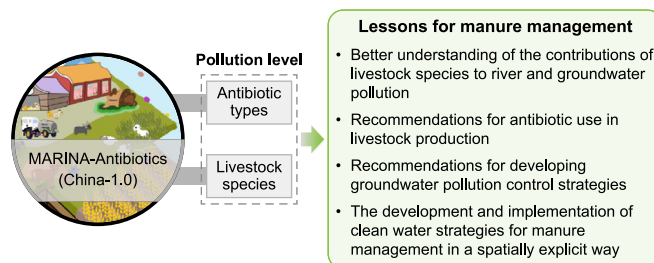 Pollution level
Antibiotic
types
MARINA-Antibiotics
(China-1.0)
Livestock
species
Lessons for manure management
• Better understanding of the contributions of
livestock species to river and groundwater
pollution
• Recommendations for antibiotic use in
livestock production
• Recommendations for developing
groundwater pollution control strategies
• The development and implementation of
clean water strategies for manure
management in a spatially explicit way